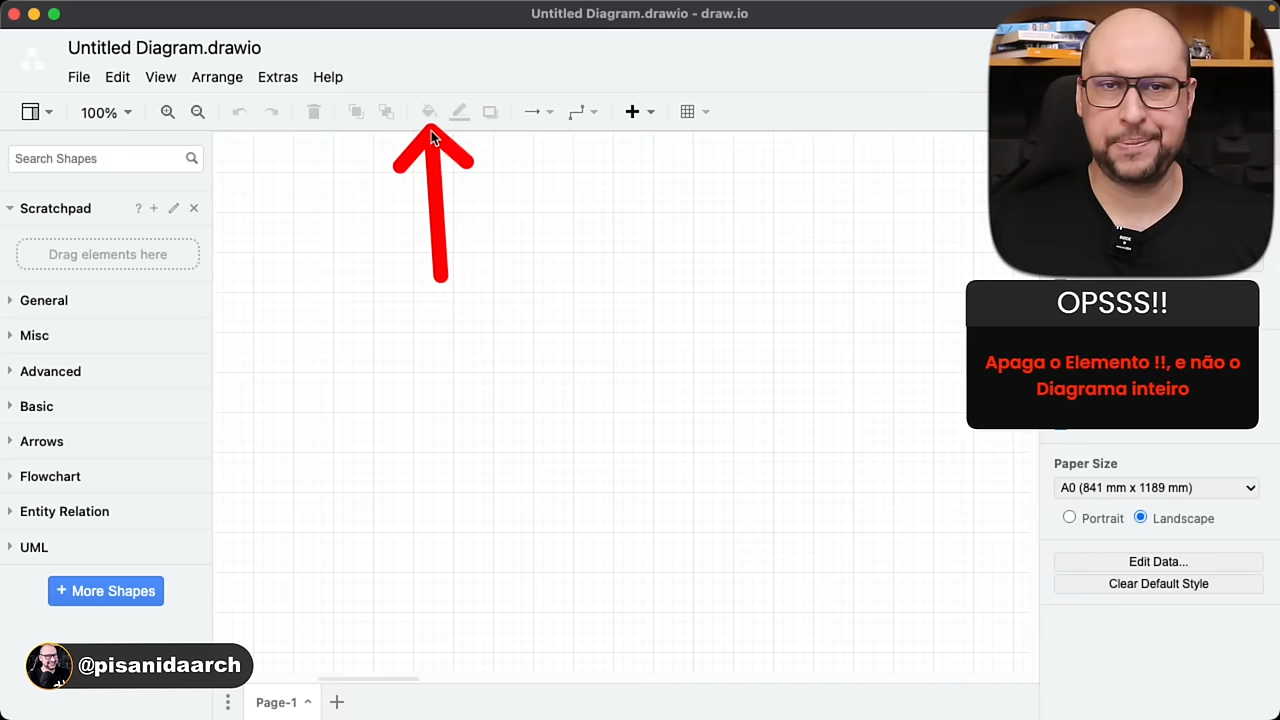 Untitled Diagram.drawio - draw.io
Untitled Diagram.drawio
File Edit View Arrange Extras Help
100%
Search Shapes
Scratchpad
?
Drag elements here
General
Misc
Advanced
Basic
Arrows
Flowchart
Entity Relation
UML
+ More Shapes
@pisanidaarch
Page-1
OPSSS!!
Apaga o Elemento !!, e não o
Diagrama inteiro
Paper Size
A0 (841 mm x 1189 mm)
Portrait Landscape
Edit Data...
Clear Default Style